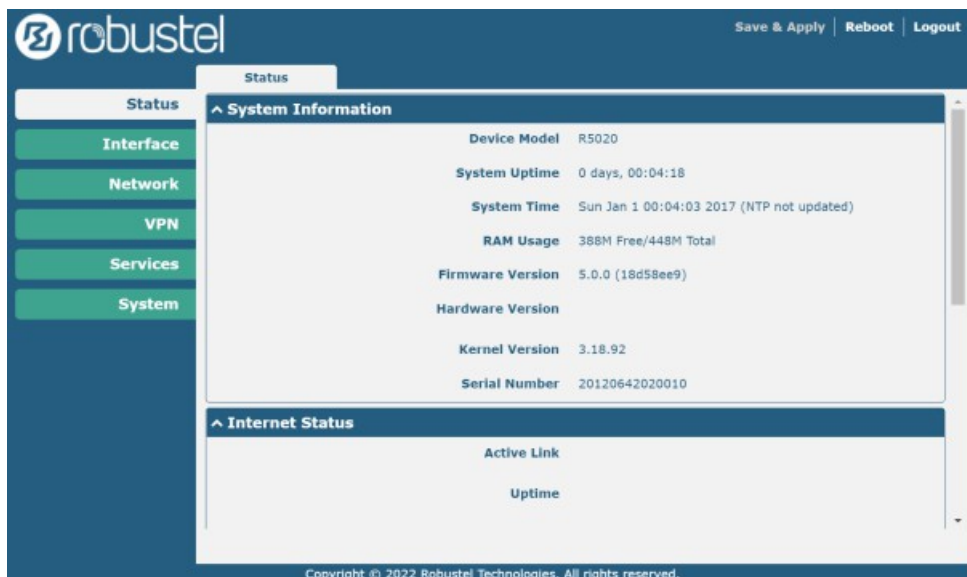 robustel
Save & Apply | Reboot | Logout
Status
Status
Interface
Network
VPN
Services
System
^ System Information
Device Model R5020
System Uptime 0 days, 00:04:18
System Time Sun Jan 1 00:04:03 2017 (NTP not updated)
RAM Usage 388M Free/448M Total
Firmware Version 5.0.0 (18d58ee9)
Hardware Version
Kernel Version 3.18.92
Serial Number 20120642020010
^ Internet Status
Active Link
Uptime
Copyright © 2022 Robustel Technologies. All rights reserved.